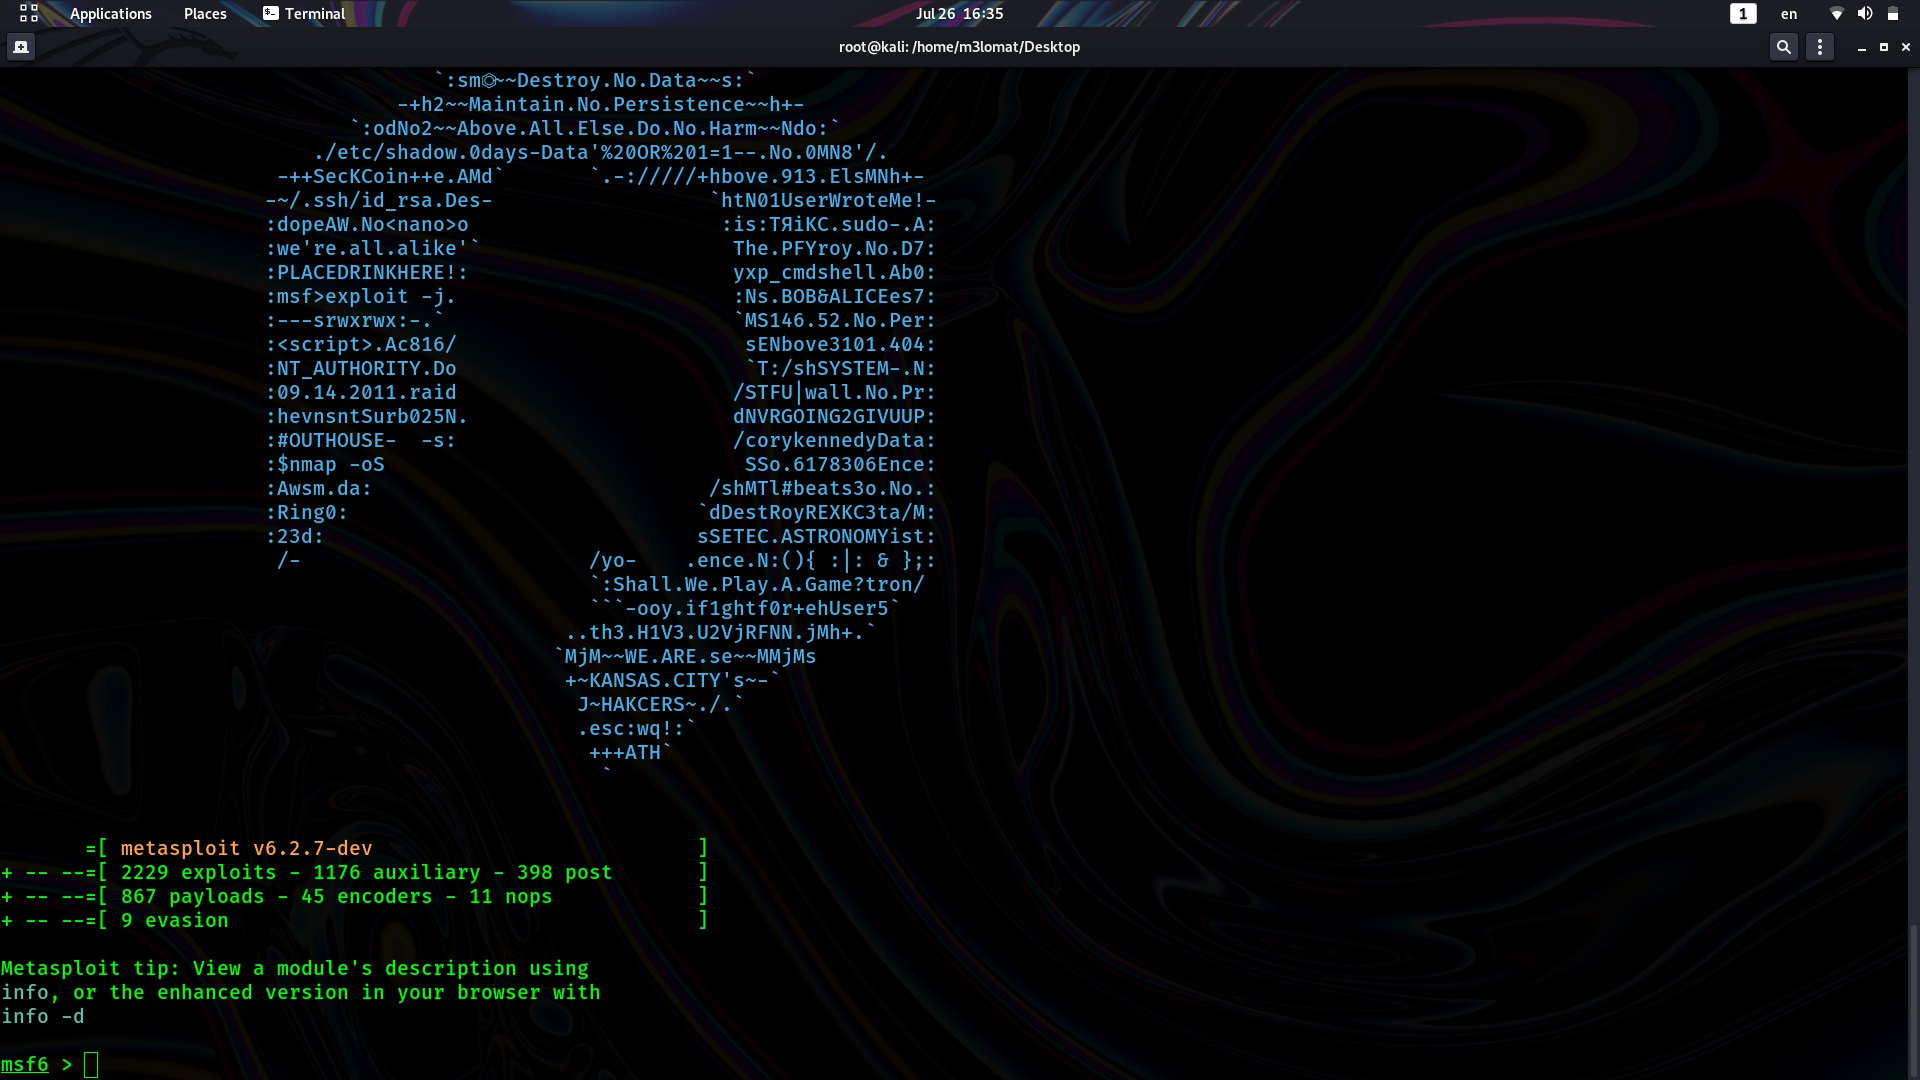 Applications Places Terminal Jul 26 16:35 1 en
root@kali: /home/m3lomat/Desktop
`:sm⏣~~Destroy.No.Data~~s:`
-+h2~~Maintain.No.Persistence~~h+-
`:odNo2~~Above.All.Else.Do.No.Harm~~Ndo:`
./etc/shadow.0days-Data'%20OR%201=1--.No.0MN8'/.
-++SecKCoin++e.AMd` `.-://///+hbove.913.ElsMNh+-
-~/.ssh/id_rsa.Des- `htN01UserWroteMe!-
:dopeAW.No<nano>o :is:TЯiKC.sudo-.A:
:we're.all.alike'` The.PFYroy.No.D7:
:PLACEDRINKHERE!: yxp_cmdshell.Ab0:
:msf>exploit -j. :Ns.BOB&ALICEes7:
:---srwxrwx:-.` `MS146.52.No.Per:
:<script>.Ac816/ sENbove3101.404:
:NT_AUTHORITY.Do `T:/shSYSTEM-.N:
:09.14.2011.raid /STFU|wall.No.Pr:
:hevnsntSurb025N. dNVRGOING2GIVUUP:
:#OUTHOUSE-  -s: /corykennedyData:
:$nmap -oS SSo.6178306Ence:
:Awsm.da: /shMTl#beats3o.No.:
:Ring0: `dDestRoyREXKC3ta/M:
:23d: sSETEC.ASTRONOMYist:
/- /yo- .ence.N:(){ :|: & };:
`:Shall.We.Play.A.Game?tron/
```-ooy.if1ghtf0r+ehUser5`
..th3.H1V3.U2VjRFNN.jMh+.`
`MjM~~WE.ARE.se~~MMjMs
+~KANSAS.CITY's~-`
J~HAKCERS~./.`
.esc:wq!:`
+++ATH`
`
=[ metasploit v6.2.7-dev ]
+ -- --=[ 2229 exploits - 1176 auxiliary - 398 post ]
+ -- --=[ 867 payloads - 45 encoders - 11 nops ]
+ -- --=[ 9 evasion ]
Metasploit tip: View a module's description using
info, or the enhanced version in your browser with
info -d
msf6 >